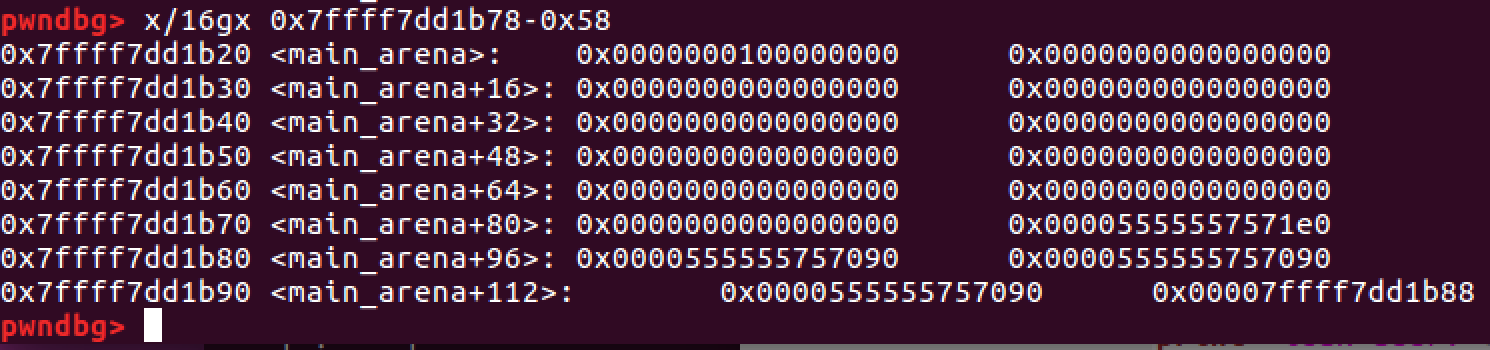 pwndbg> x/16gx 0x7ffff7dd1b78-0x58
0x7ffff7dd1b20 <main_arena>: 0x0000000100000000 0x0000000000000000
0x7ffff7dd1b30 <main_arena+16>: 0x0000000000000000 0x0000000000000000
0x7ffff7dd1b40 <main_arena+32>: 0x0000000000000000 0x0000000000000000
0x7ffff7dd1b50 <main_arena+48>: 0x0000000000000000 0x0000000000000000
0x7ffff7dd1b60 <main_arena+64>: 0x0000000000000000 0x0000000000000000
0x7ffff7dd1b70 <main_arena+80>: 0x0000000000000000 0x00005555557571e0
0x7ffff7dd1b80 <main_arena+96>: 0x0000555555757090 0x0000555555757090
0x7ffff7dd1b90 <main_arena+112>: 0x0000555555757090 0x00007ffff7dd1b88
pwndbg>